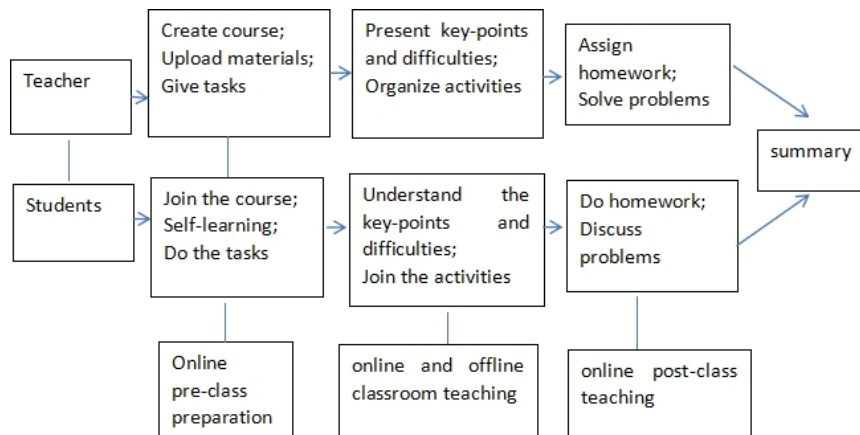 Teacher
Create course;
Upload materials;
Give tasks
Present key-points
and difficulties;
Organize activities
Assign
homework;
Solve problems
summary
Students
Join the course;
Self-learning;
Do the tasks
Understand the
key-points and
difficulties;
Join the activities
Do homework;
Discuss
problems
Online
pre-class
preparation
online and offline
classroom teaching
online post-class
teaching